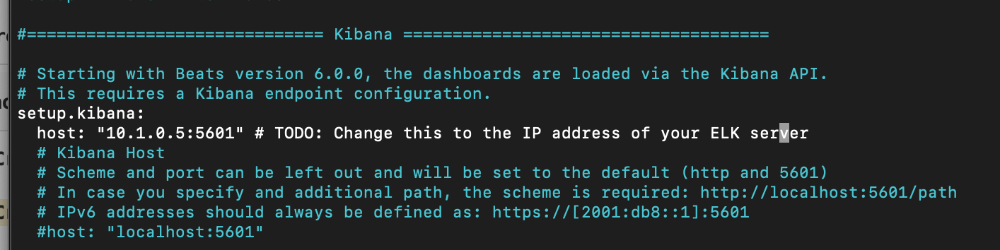 #============================== Kibana =====================================
# Starting with Beats version 6.0.0, the dashboards are loaded via the Kibana API.
# This requires a Kibana endpoint configuration.
setup.kibana:
  host: "10.1.0.5:5601" # TODO: Change this to the IP address of your ELK server
  # Kibana Host
  # Scheme and port can be left out and will be set to the default (http and 5601)
  # In case you specify and additional path, the scheme is required: http://localhost:5601/path
  # IPv6 addresses should always be defined as: https://[2001:db8::1]:5601
  #host: "localhost:5601"